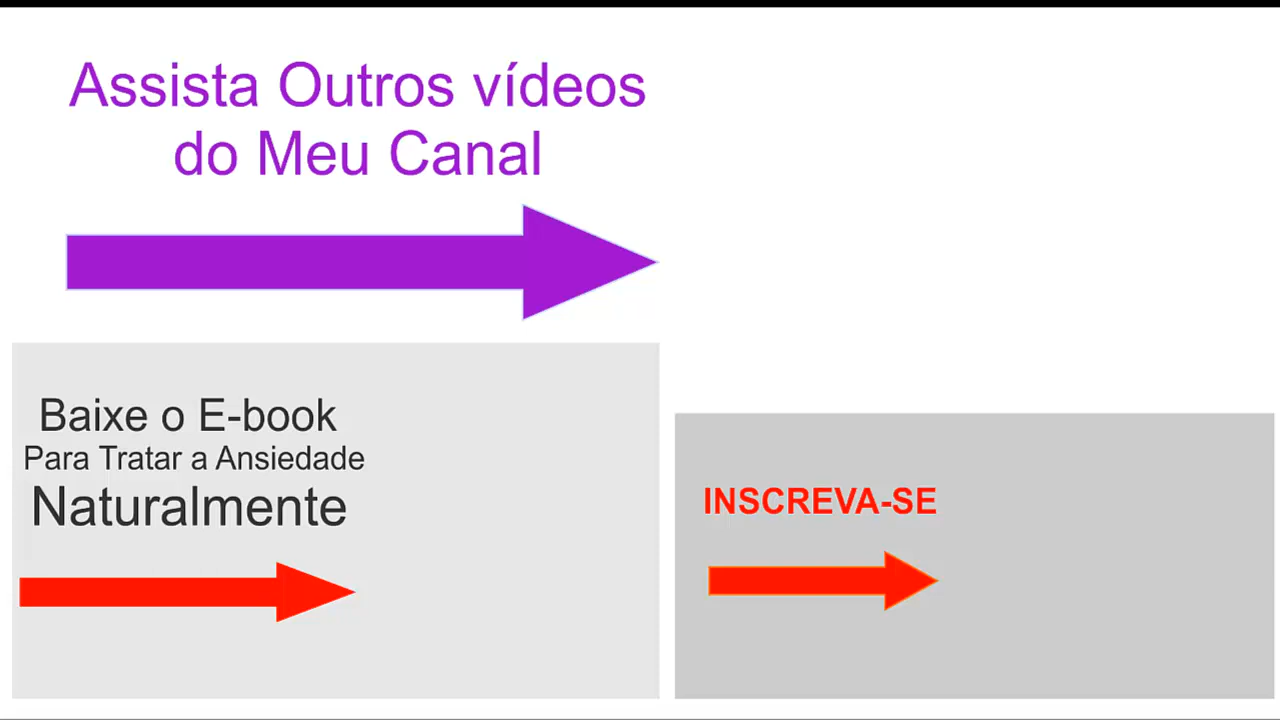 Assista Outros vídeos
do Meu Canal
Baixe o E-book
Para Tratar a Ansiedade
Naturalmente
INSCREVA-SE